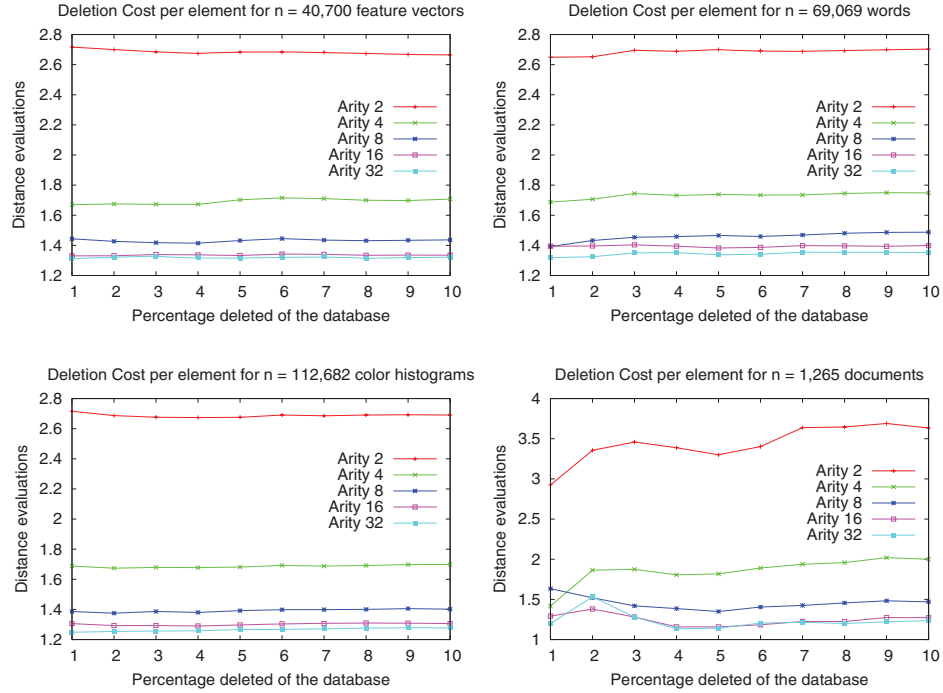 Deletion Cost per element for n = 40,700 feature vectors
2.8
2.6
2.4
2.2
2
1.8
1.6
1.4
1.2
Distance evaluations
Arity 2
Arity 4
Arity 8
Arity 16
Arity 32
1 2 3 4 5 6 7 8 9 10
Percentage deleted of the database
Deletion Cost per element for n = 69,069 words
2.8
2.6
2.4
2.2
2
1.8
1.6
1.4
1.2
Distance evaluations
Arity 2
Arity 4
Arity 8
Arity 16
Arity 32
1 2 3 4 5 6 7 8 9 10
Percentage deleted of the database
Deletion Cost per element for n = 112,682 color histograms
2.8
2.6
2.4
2.2
2
1.8
1.6
1.4
1.2
Distance evaluations
Arity 2
Arity 4
Arity 8
Arity 16
Arity 32
1 2 3 4 5 6 7 8 9 10
Percentage deleted of the database
Deletion Cost per element for n = 1,265 documents
4
3.5
3
2.5
2
1.5
1
Distance evaluations
Arity 2
Arity 4
Arity 8
Arity 16
Arity 32
1 2 3 4 5 6 7 8 9 10
Percentage deleted of the database